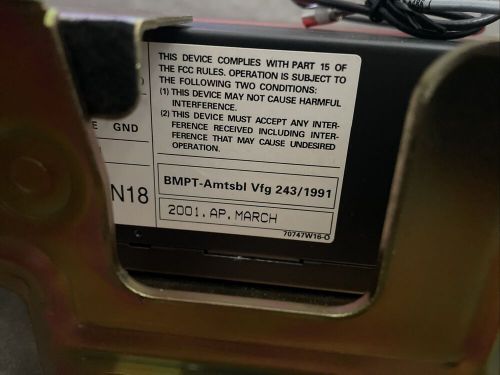 THIS DEVICE COMPLIES WITH PART 15 OF
THE FCC RULES. OPERATION IS SUBJECT TO
THE FOLLOWING TWO CONDITIONS:
(1) THIS DEVICE MAY NOT CAUSE HARMFUL
INTERFERENCE.
(2) THIS DEVICE MUST ACCEPT ANY INTER-
FERENCE RECEIVED INCLUDING INTER-
FERENCE THAT MAY CAUSE UNDESIRED
OPERATION.
E GND
N18
BMPT-Amtsbl Vfg 243/1991
2001.AP.MARCH
70747W16-O